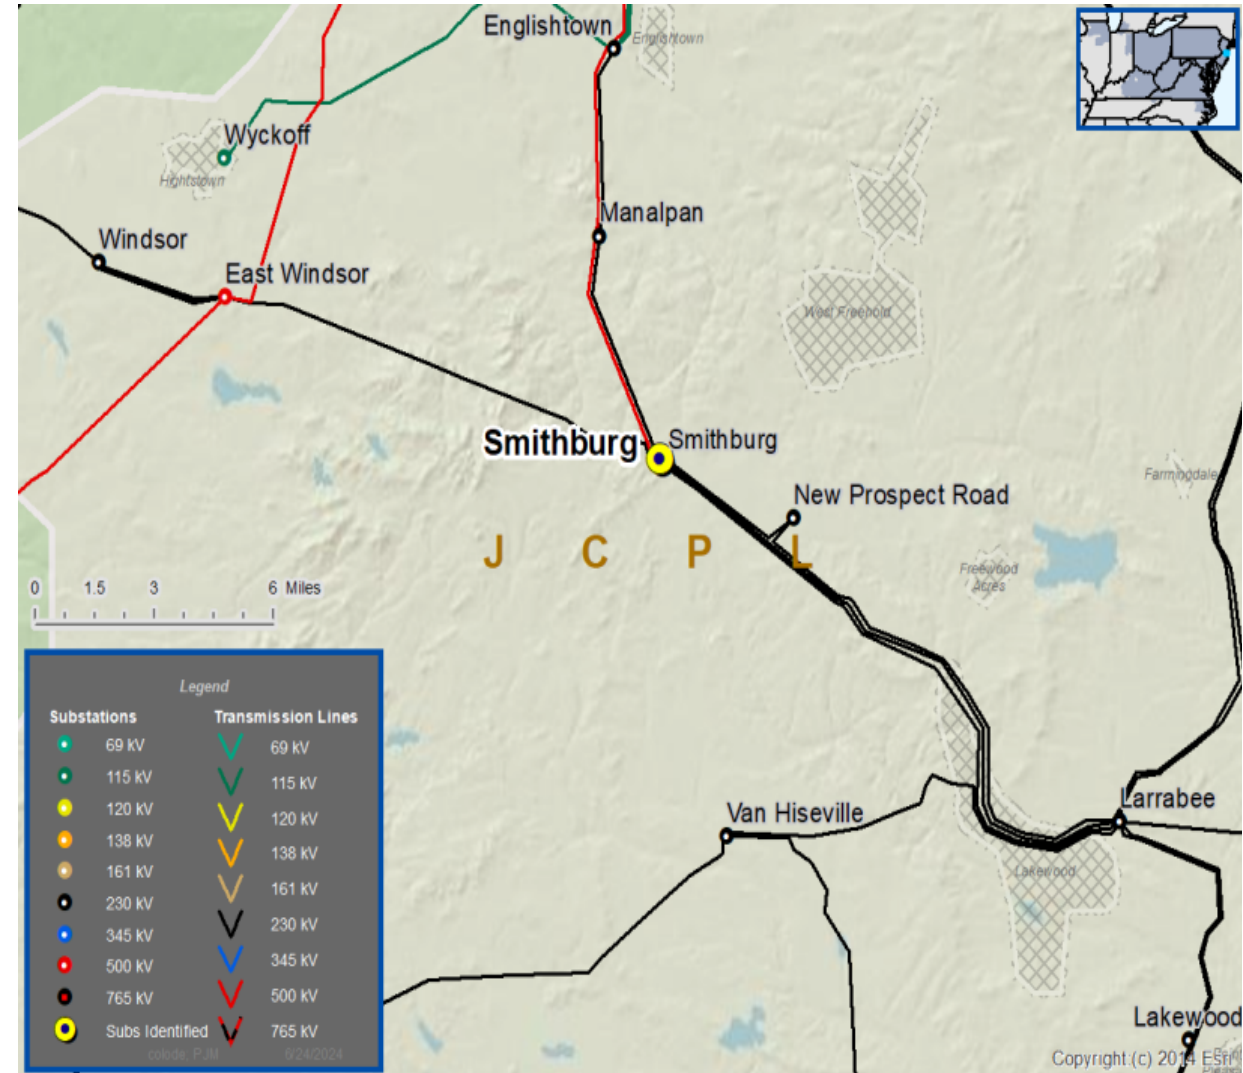 Englishtown
Englishtown
Wyckoff
Hightstown
Manalpan
Windsor
East Windsor
West Freehold
Smithburg
Smithburg
New Prospect Road
Farmingdale
J C P L
Freewood
Acres
0 1.5 3 6 Miles
Legend
Substations Transmission Lines
69 kV 69 kV
115 kV 115 kV
120 kV 120 kV
138 kV 138 kV
161 kV 161 kV
230 kV 230 kV
345 kV 345 kV
500 kV 500 kV
765 kV 765 kV
Subs Identified
colode, PJM 6/24/2024
Van Hiseville
Larrabee
Lakewood
Lakewood
Copyright:(c) 2014 Esri